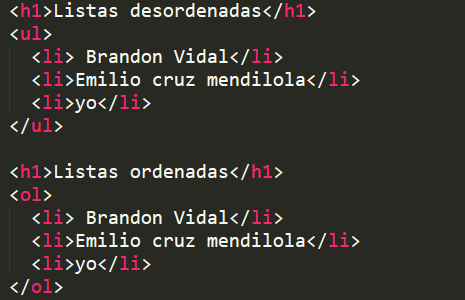 <h1>Listas desordenadas</h1>
<ul>
<li> Brandon Vidal</li>
<li>Emilio cruz mendilola</li>
<li>yo</li>
</ul>
<h1>Listas ordenadas</h1>
<ol>
<li> Brandon Vidal</li>
<li>Emilio cruz mendilola</li>
<li>yo</li>
</ol>